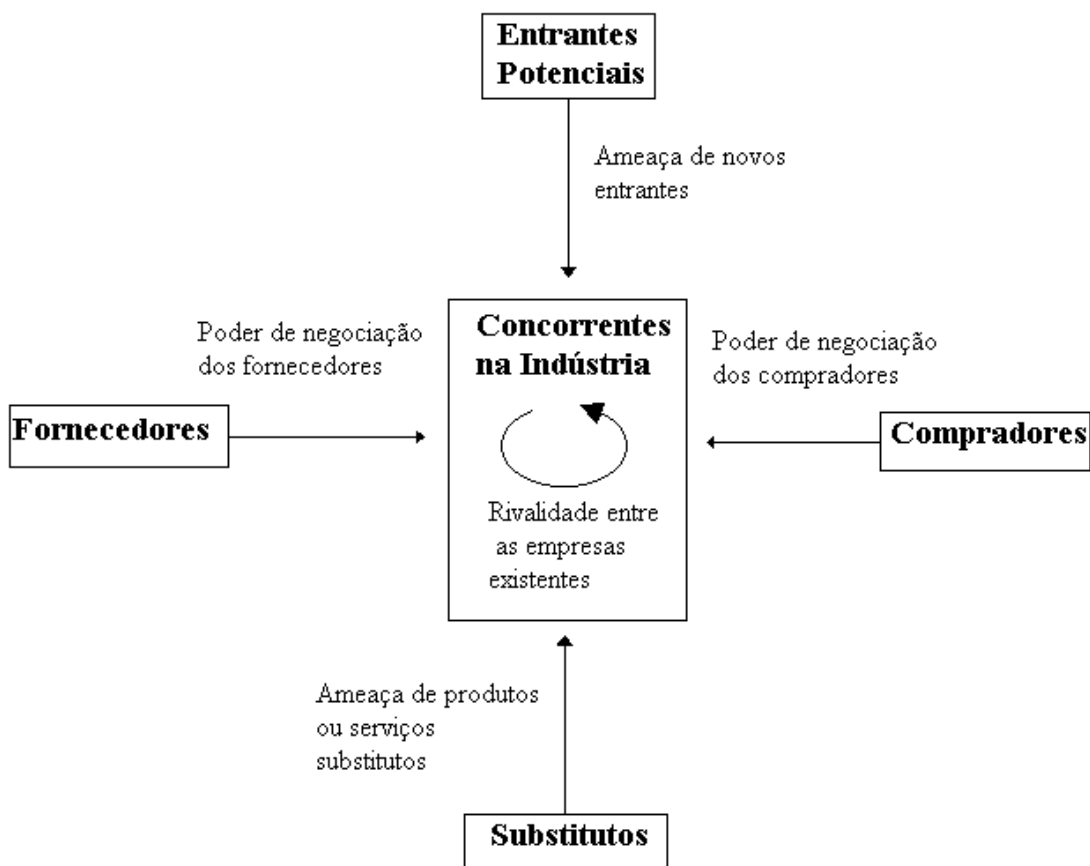 Entrantes
Potenciais
Ameaça de novos
entrantes
Concorrentes
na Indústria
Poder de negociação
dos fornecedores
Poder de negociação
dos compradores
Fornecedores
Compradores
Rivalidade entre
as empresas
existentes
Ameaça de produtos
ou serviços
substitutos
Substitutos